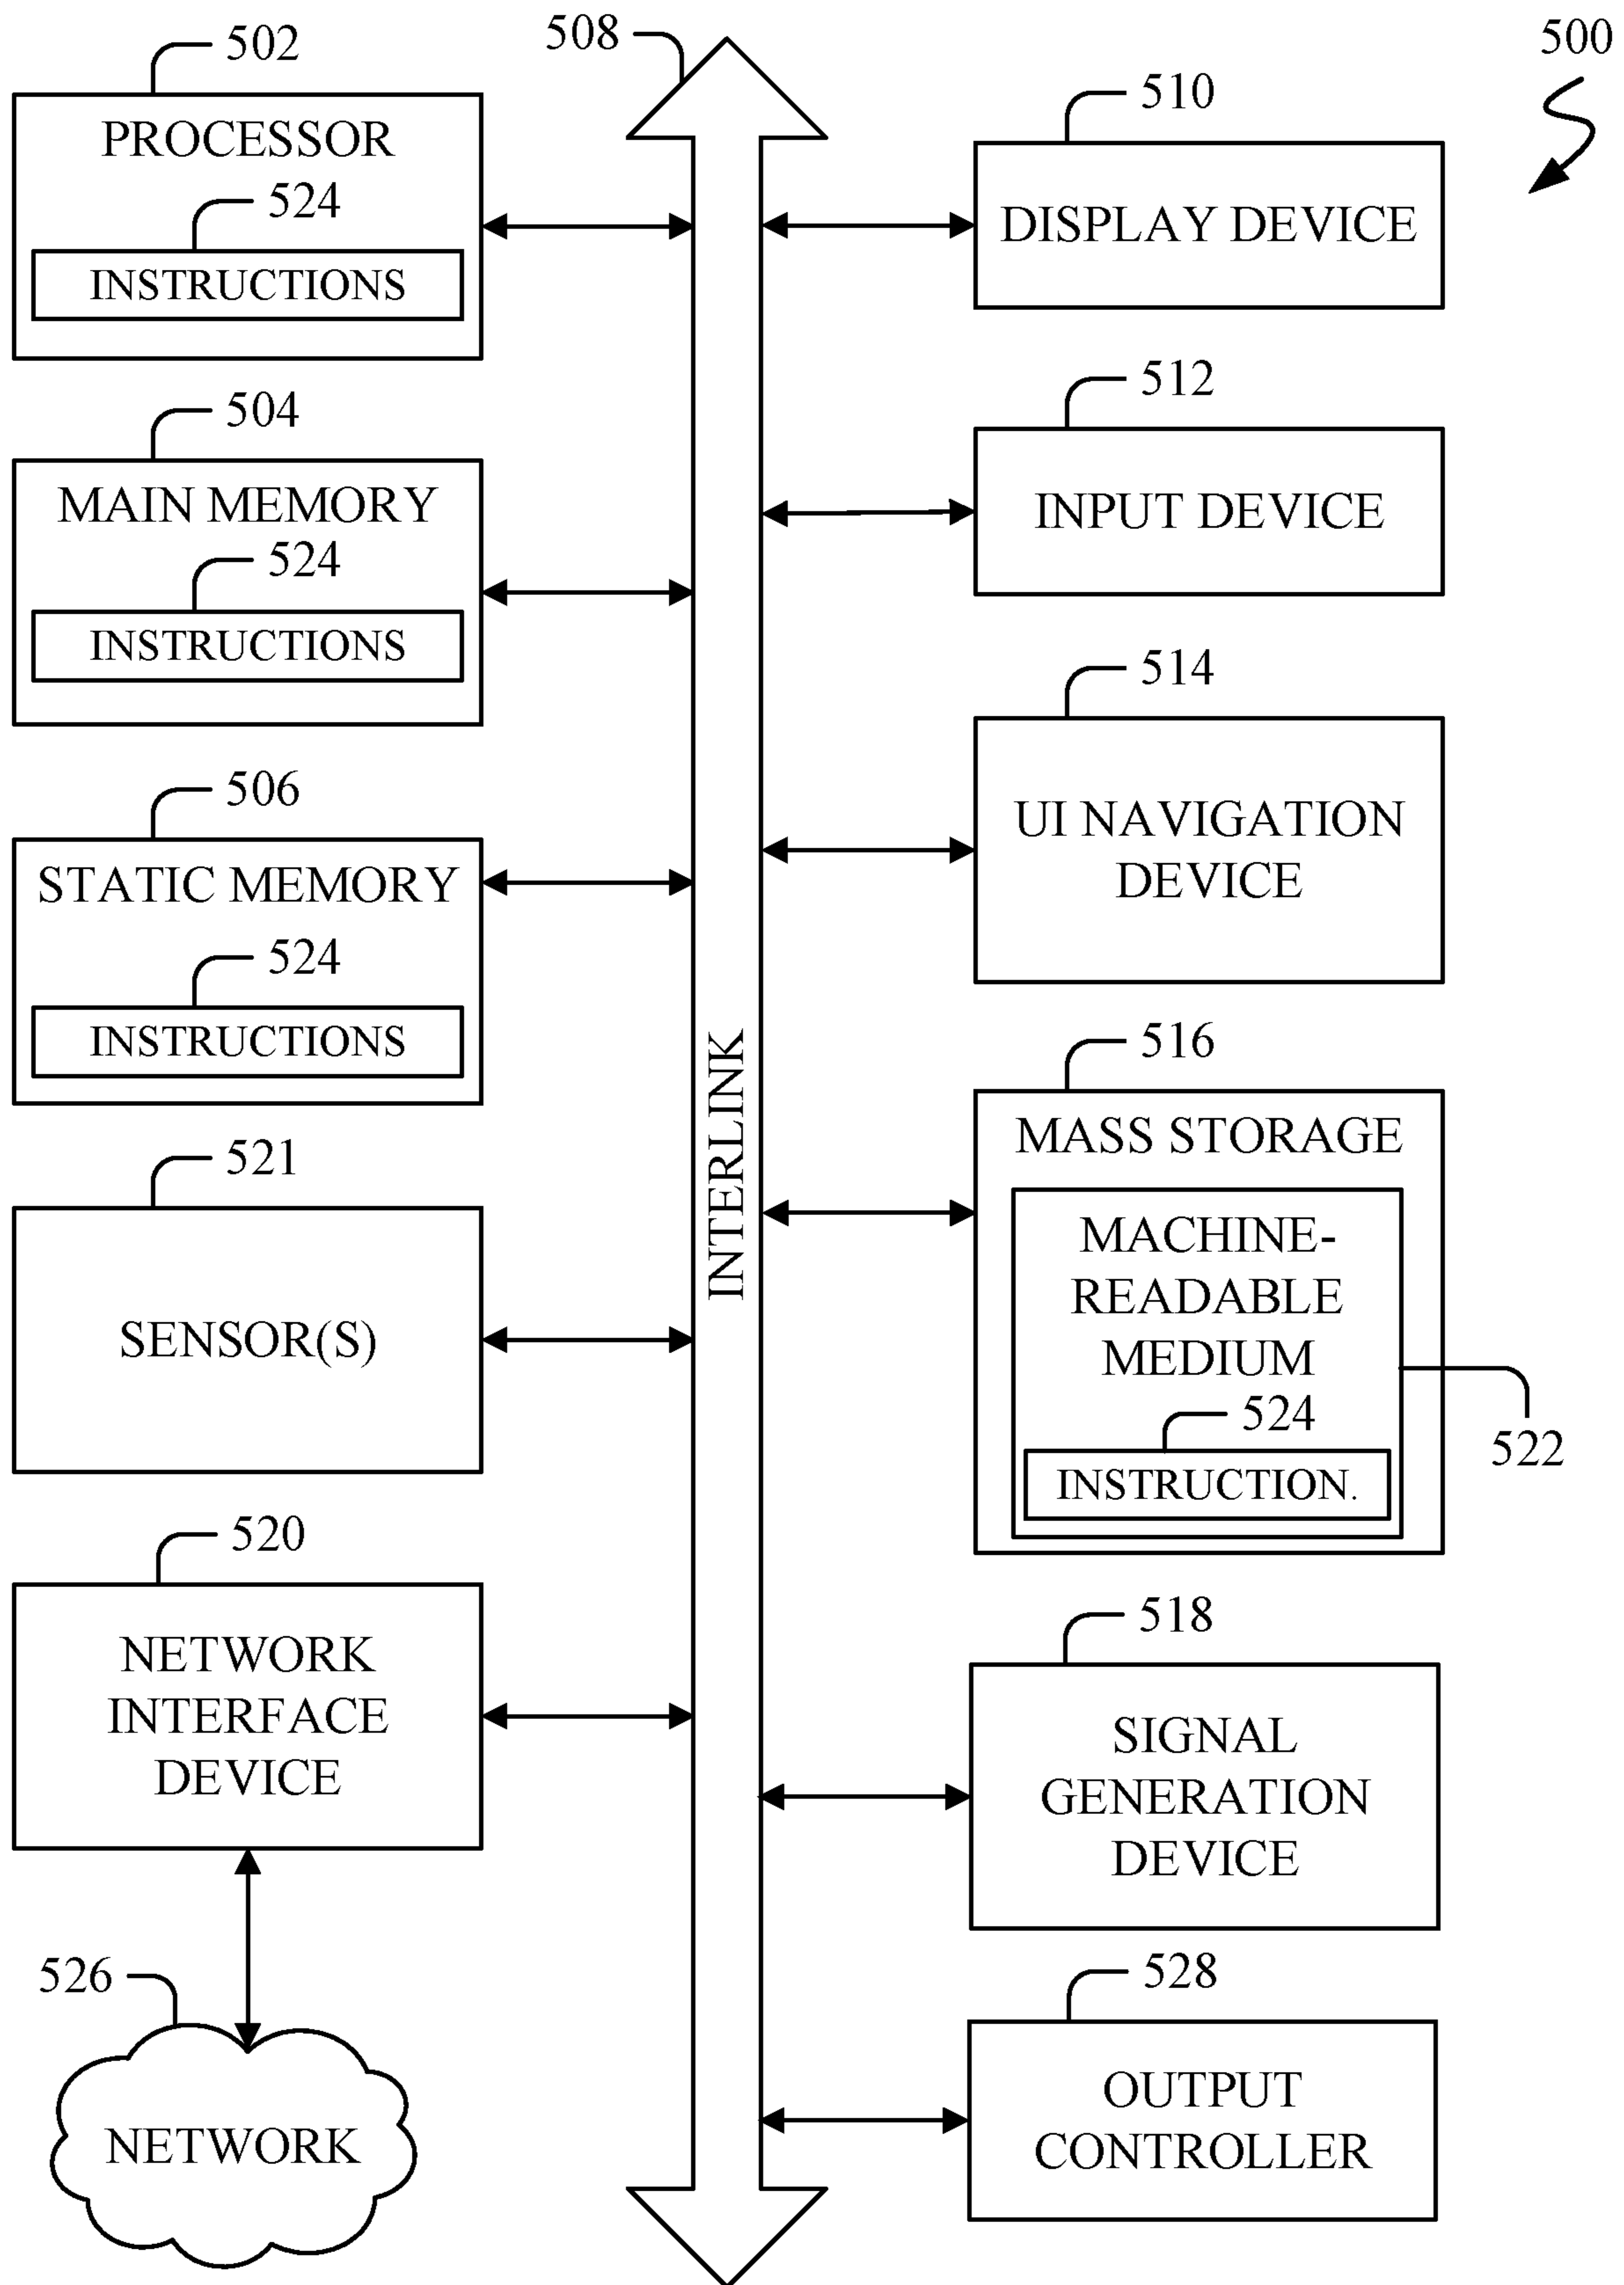 500
508
502
PROCESSOR
524
INSTRUCTIONS
504
MAIN MEMORY
524
INSTRUCTIONS
506
STATIC MEMORY
524
INSTRUCTIONS
521
SENSOR(S)
520
NETWORK
INTERFACE
DEVICE
526
NETWORK
INTERLINK
510
DISPLAY DEVICE
512
INPUT DEVICE
514
UI NAVIGATION
DEVICE
516
MASS STORAGE
MACHINE-
READABLE
MEDIUM
524
INSTRUCTION.
522
518
SIGNAL
GENERATION
DEVICE
528
OUTPUT
CONTROLLER